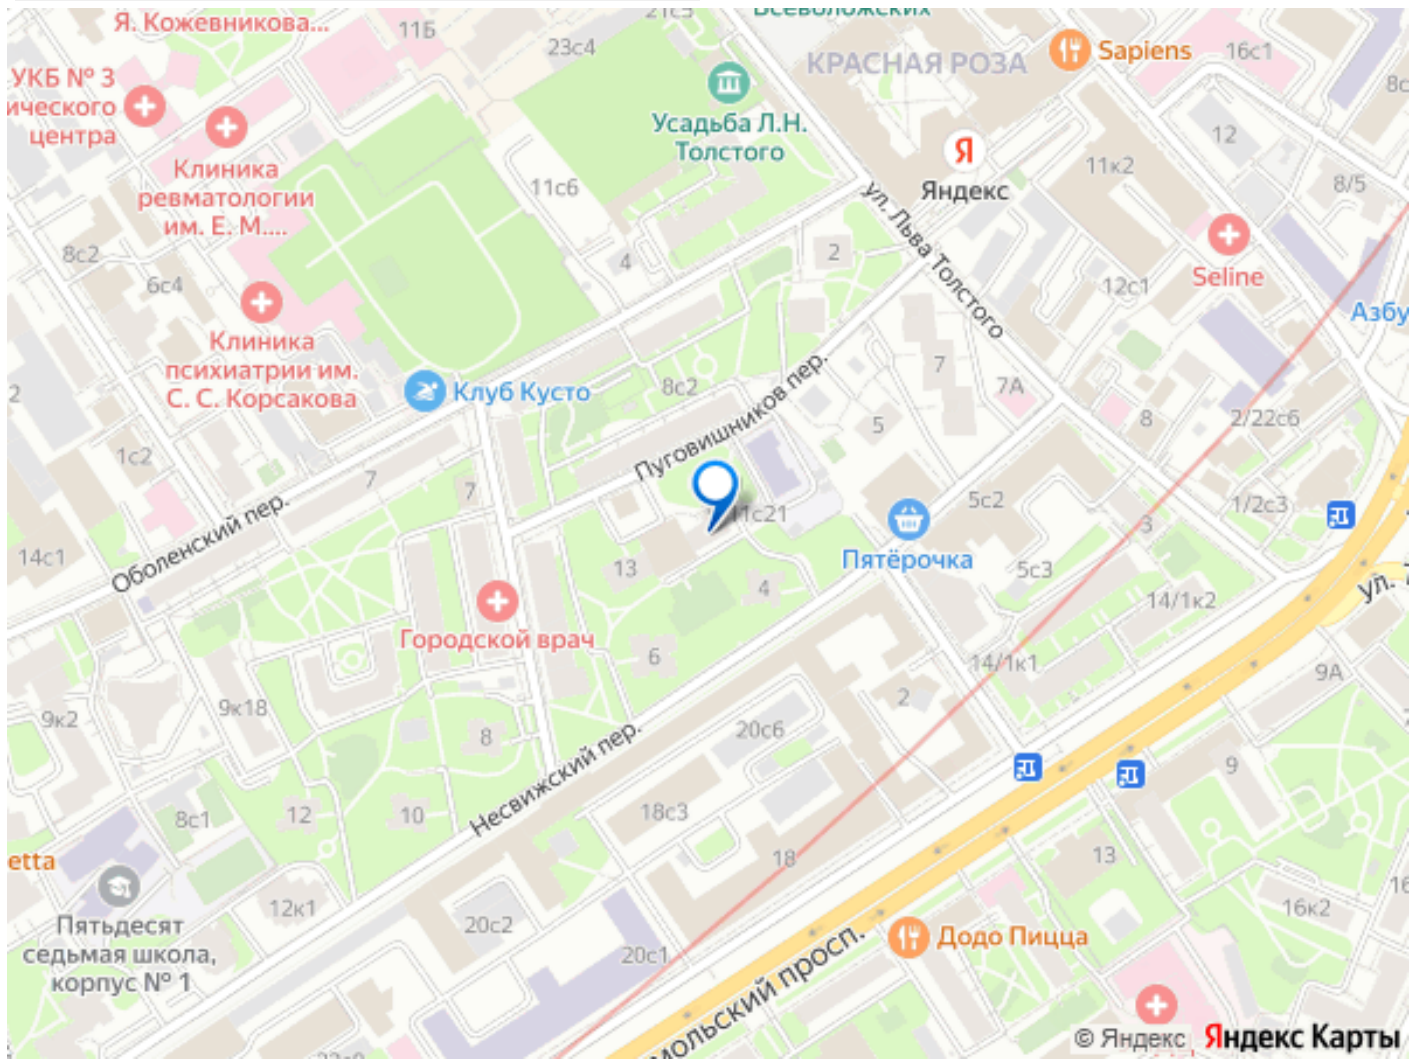 Всеволожских
21с5
Я. Кожевникова...
11Б
23с4
КРАСНАЯ РОЗА
Sapiens
16с1
УКБ № 3
ического
центра
Усадьба Л.Н.
Толстого
Клиника
ревматологии
им. Е. М....
11с6
Я
Яндекс
11к2
12
8/5
8с2
6с4
4
2
ул. Льва Толстого
12с1
Seline
Азбу
Клиника
психиатрии им.
С. С. Корсакова
Клуб Кусто
8с2
Пуговишников пер.
7
7А
8
2/22с6
2
1с2
7
7
5
5с2
1/2с3
Оболенский пер.
14с1
11с21
Пятёрочка
3
13
4
5с3
14/1к2
ул.
Городской врач
6
14/1к1
9А
9к2
9к18
8
2
20с6
9
Несвижский пер.
8с1
12
10
18с3
18
13
etta
12к1
20с2
16
16к2
Пятьдесят
седьмая школа,
корпус № 1
20с1
Додо Пицца
мольский просп.
© Яндекс Яндекс Карты